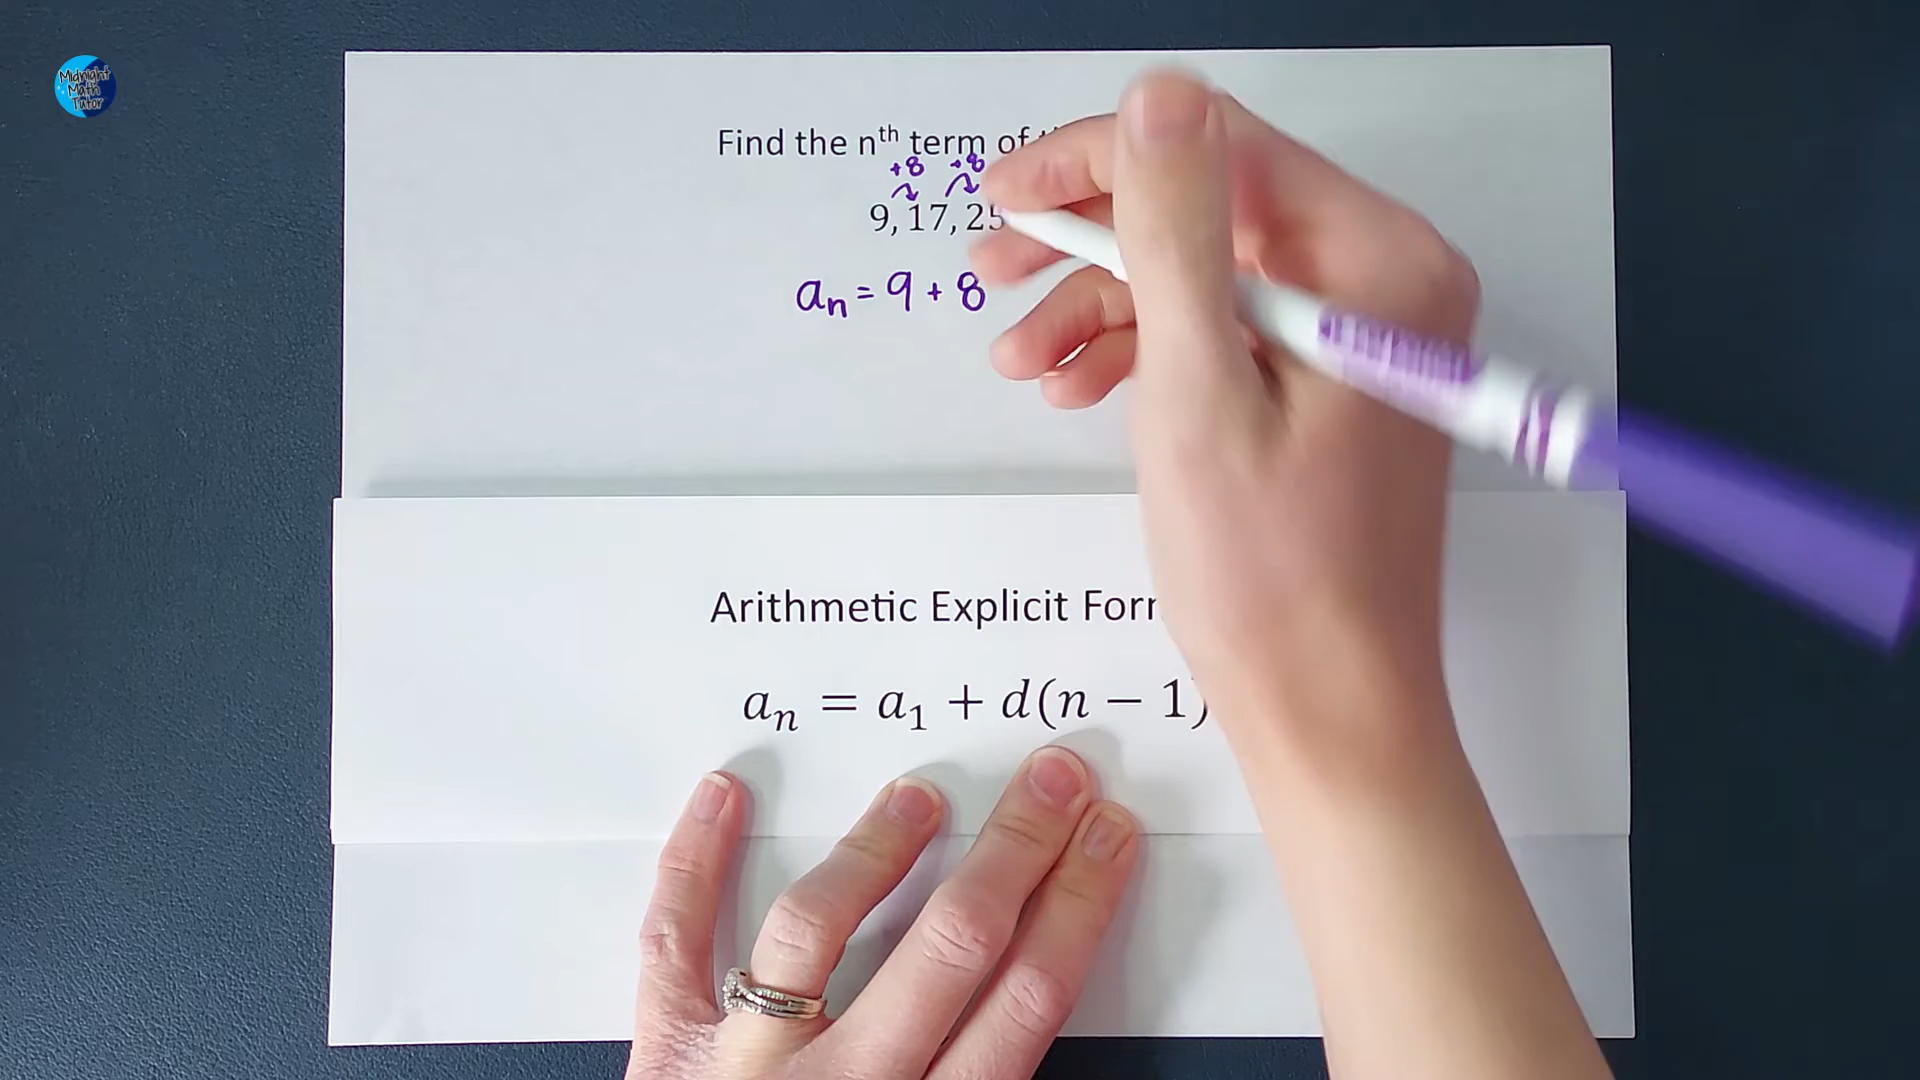 Midnight
Math
Tutor
Find the nth term of
+8 +8
9, 17, 25
an = 9 + 8
Arithmetic Explicit
an = a1 + d(n − 1)